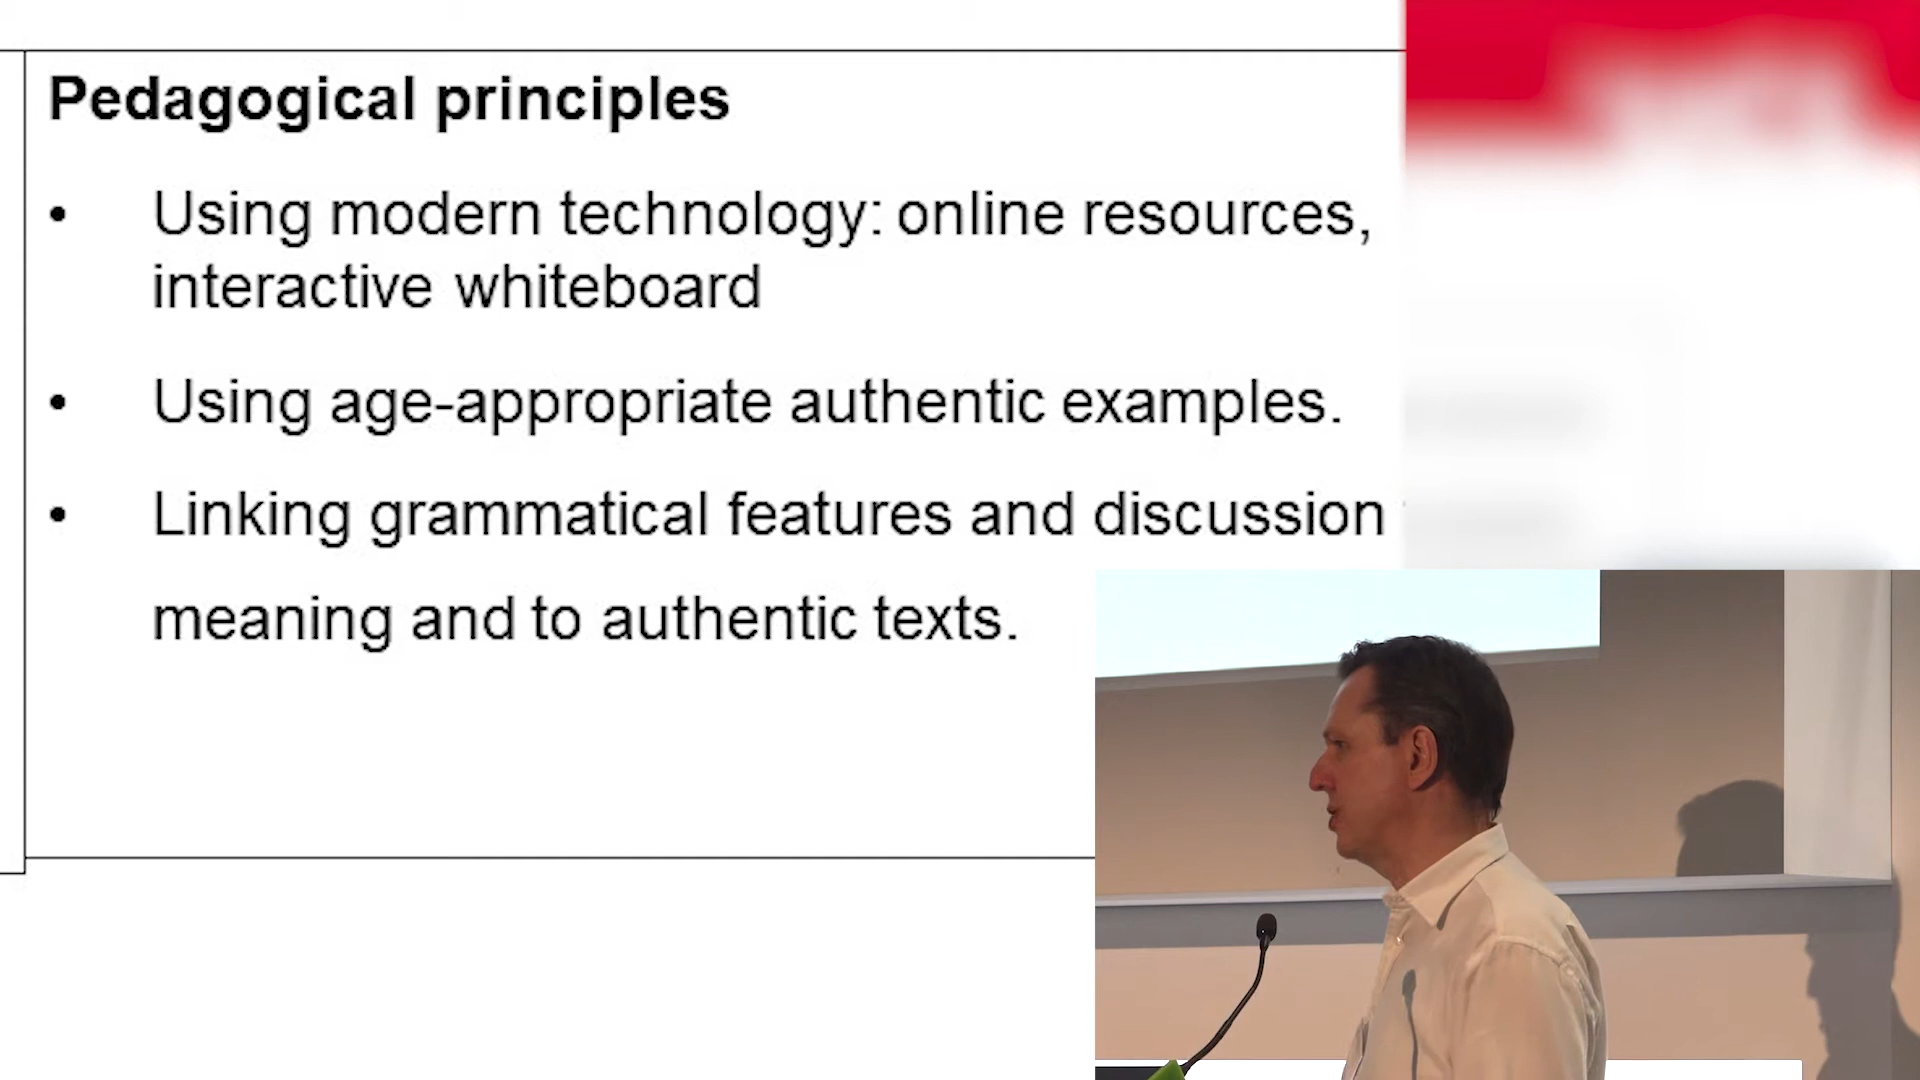 Pedagogical principles
• Using modern technology: online resources,
interactive whiteboard
• Using age-appropriate authentic examples.
• Linking grammatical features and discussion
meaning and to authentic texts.